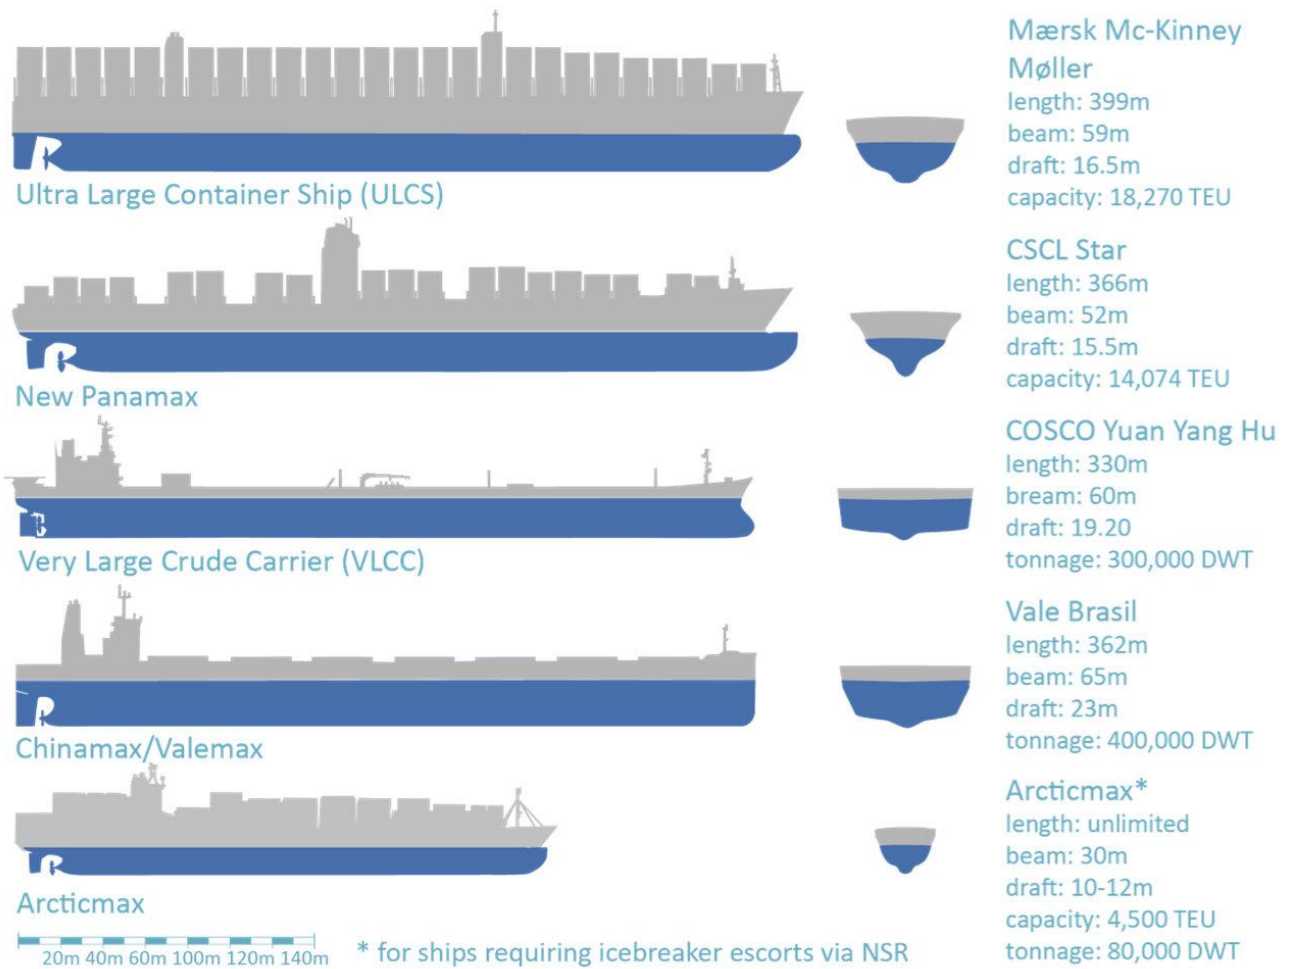 Mærsk Mc-Kinney
Møller
length: 399m
beam: 59m
draft: 16.5m
capacity: 18,270 TEU
Ultra Large Container Ship (ULCS)
CSCL Star
length: 366m
beam: 52m
draft: 15.5m
capacity: 14,074 TEU
New Panamax
COSCO Yuan Yang Hu
length: 330m
bream: 60m
draft: 19.20
tonnage: 300,000 DWT
Very Large Crude Carrier (VLCC)
Vale Brasil
length: 362m
beam: 65m
draft: 23m
tonnage: 400,000 DWT
Chinamax/Valemax
Arcticmax*
length: unlimited
beam: 30m
draft: 10-12m
capacity: 4,500 TEU
tonnage: 80,000 DWT
Arcticmax
20m 40m 60m 100m 120m 140m
* for ships requiring icebreaker escorts via NSR